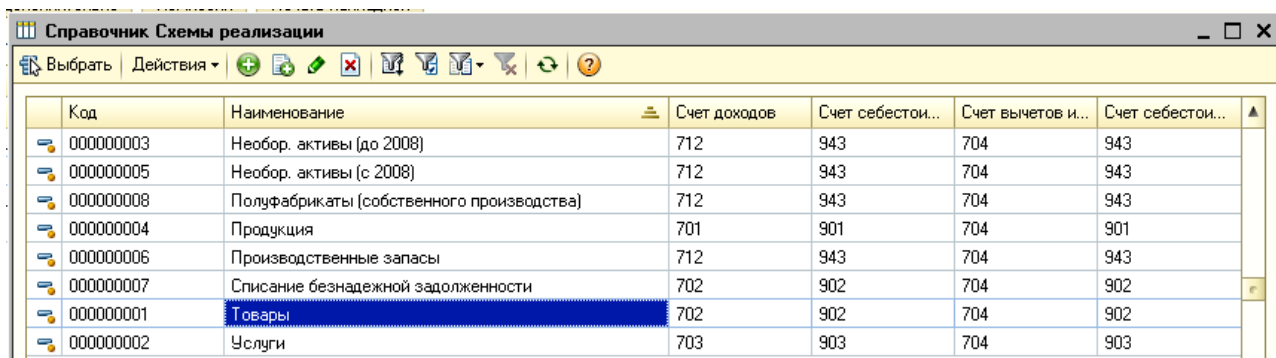 Справочник Схемы реализации
Выбрать Действия
Код Наименование Счет доходов Счет себестои... Счет вычетов и... Счет себестои...
000000003 Необор. активы (до 2008) 712 943 704 943
000000005 Необор. активы (с 2008) 712 943 704 943
000000008 Полуфабрикаты (собственного производства) 712 943 704 943
000000004 Продукция 701 901 704 901
000000006 Производственные запасы 712 943 704 943
000000007 Списание безнадежной задолженности 702 902 704 902
000000001 Товары 702 902 704 902
000000002 Услуги 703 903 704 903